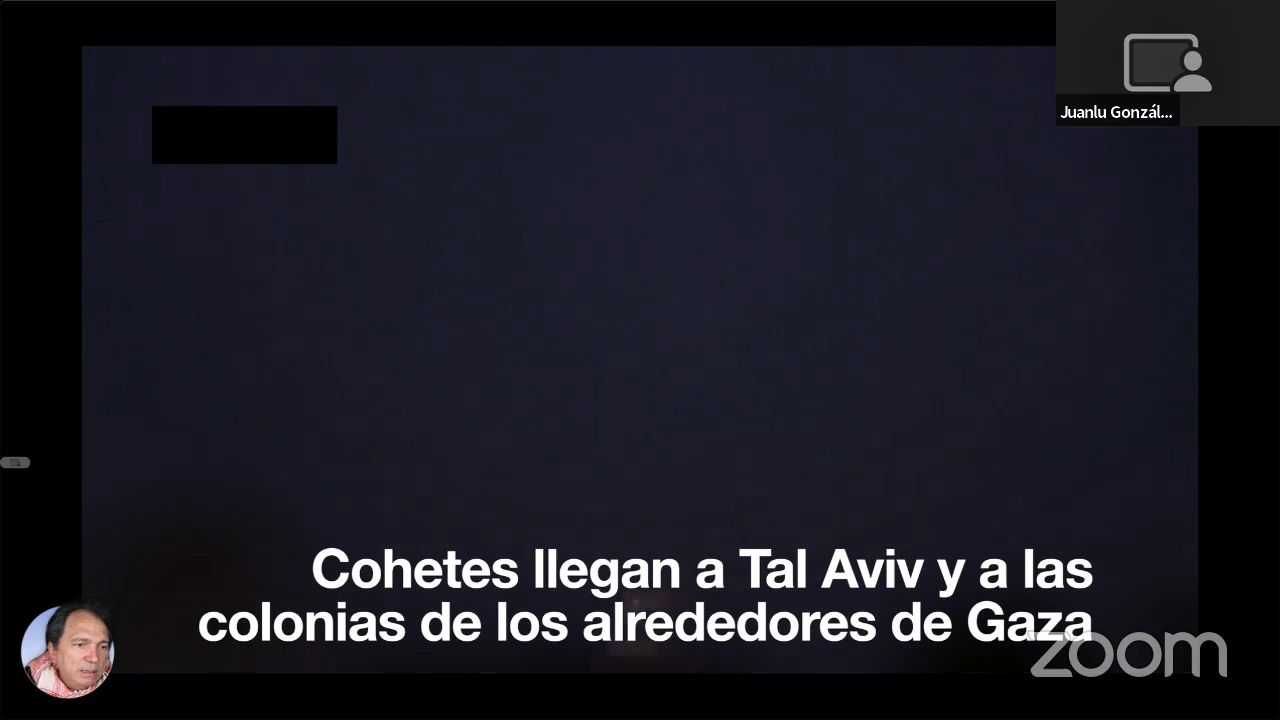 Juanlu Gonzál...
Cohetes llegan a Tal Aviv y a las
colonias de los alrededores de Gaza
zoom